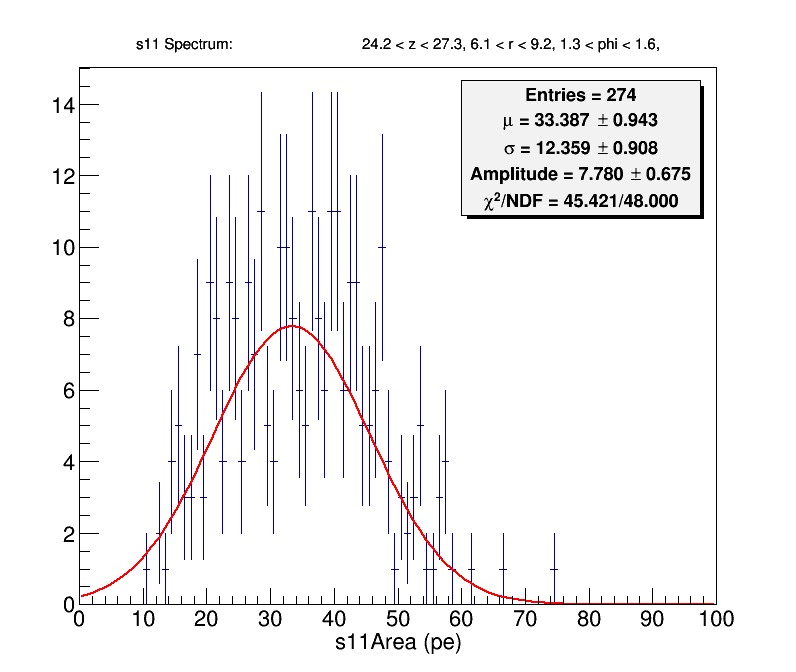 s11 Spectrum: 24.2 < z < 27.3, 6.1 < r < 9.2, 1.3 < phi < 1.6,
Entries = 274
μ = 33.387 ± 0.943
σ = 12.359 ± 0.908
Amplitude = 7.780 ± 0.675
χ²/NDF = 45.421/48.000
14
12
10
8
6
4
2
0
0 10 20 30 40 50 60 70 80 90 100
s11Area (pe)